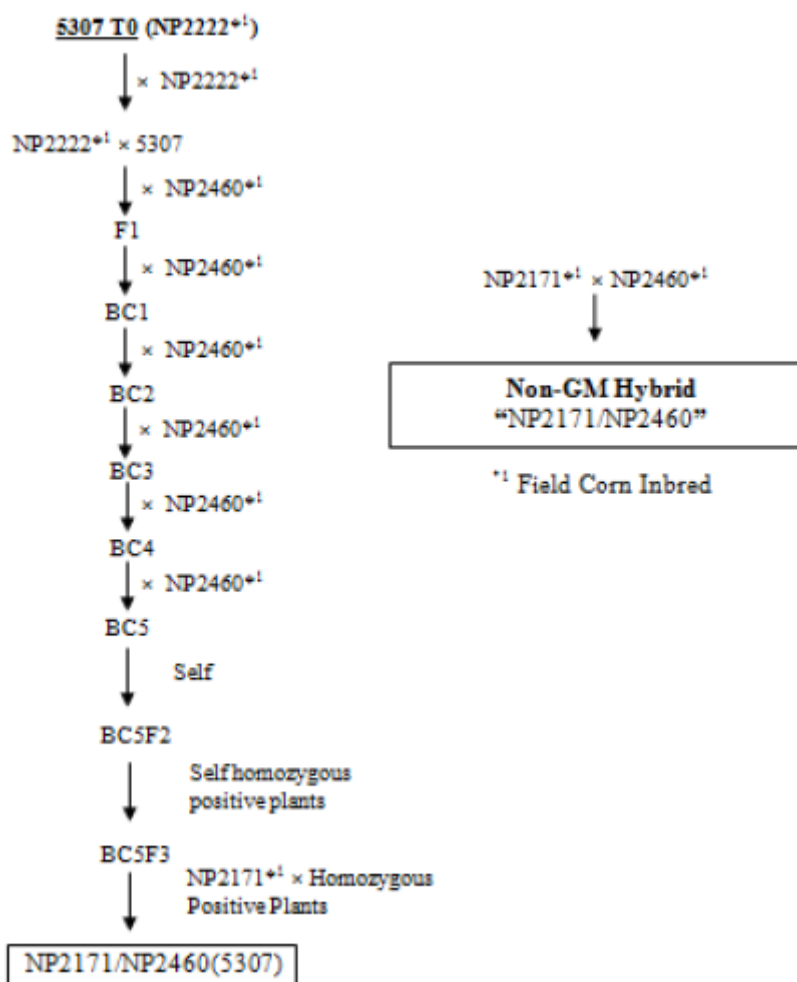 5307 T0 (NP2222*1)
× NP2222*1
NP2222*1 × 5307
× NP2460*1
F1
× NP2460*1
BC1
× NP2460*1
BC2
× NP2460*1
BC3
× NP2460*1
BC4
× NP2460*1
BC5
Self
BC5F2
Self homozygous
positive plants
BC5F3
NP2171*1 × Homozygous
Positive Plants
NP2171/NP2460(5307)
NP2171*1 × NP2460*1
Non-GM Hybrid
“NP2171/NP2460”
*1 Field Corn Inbred